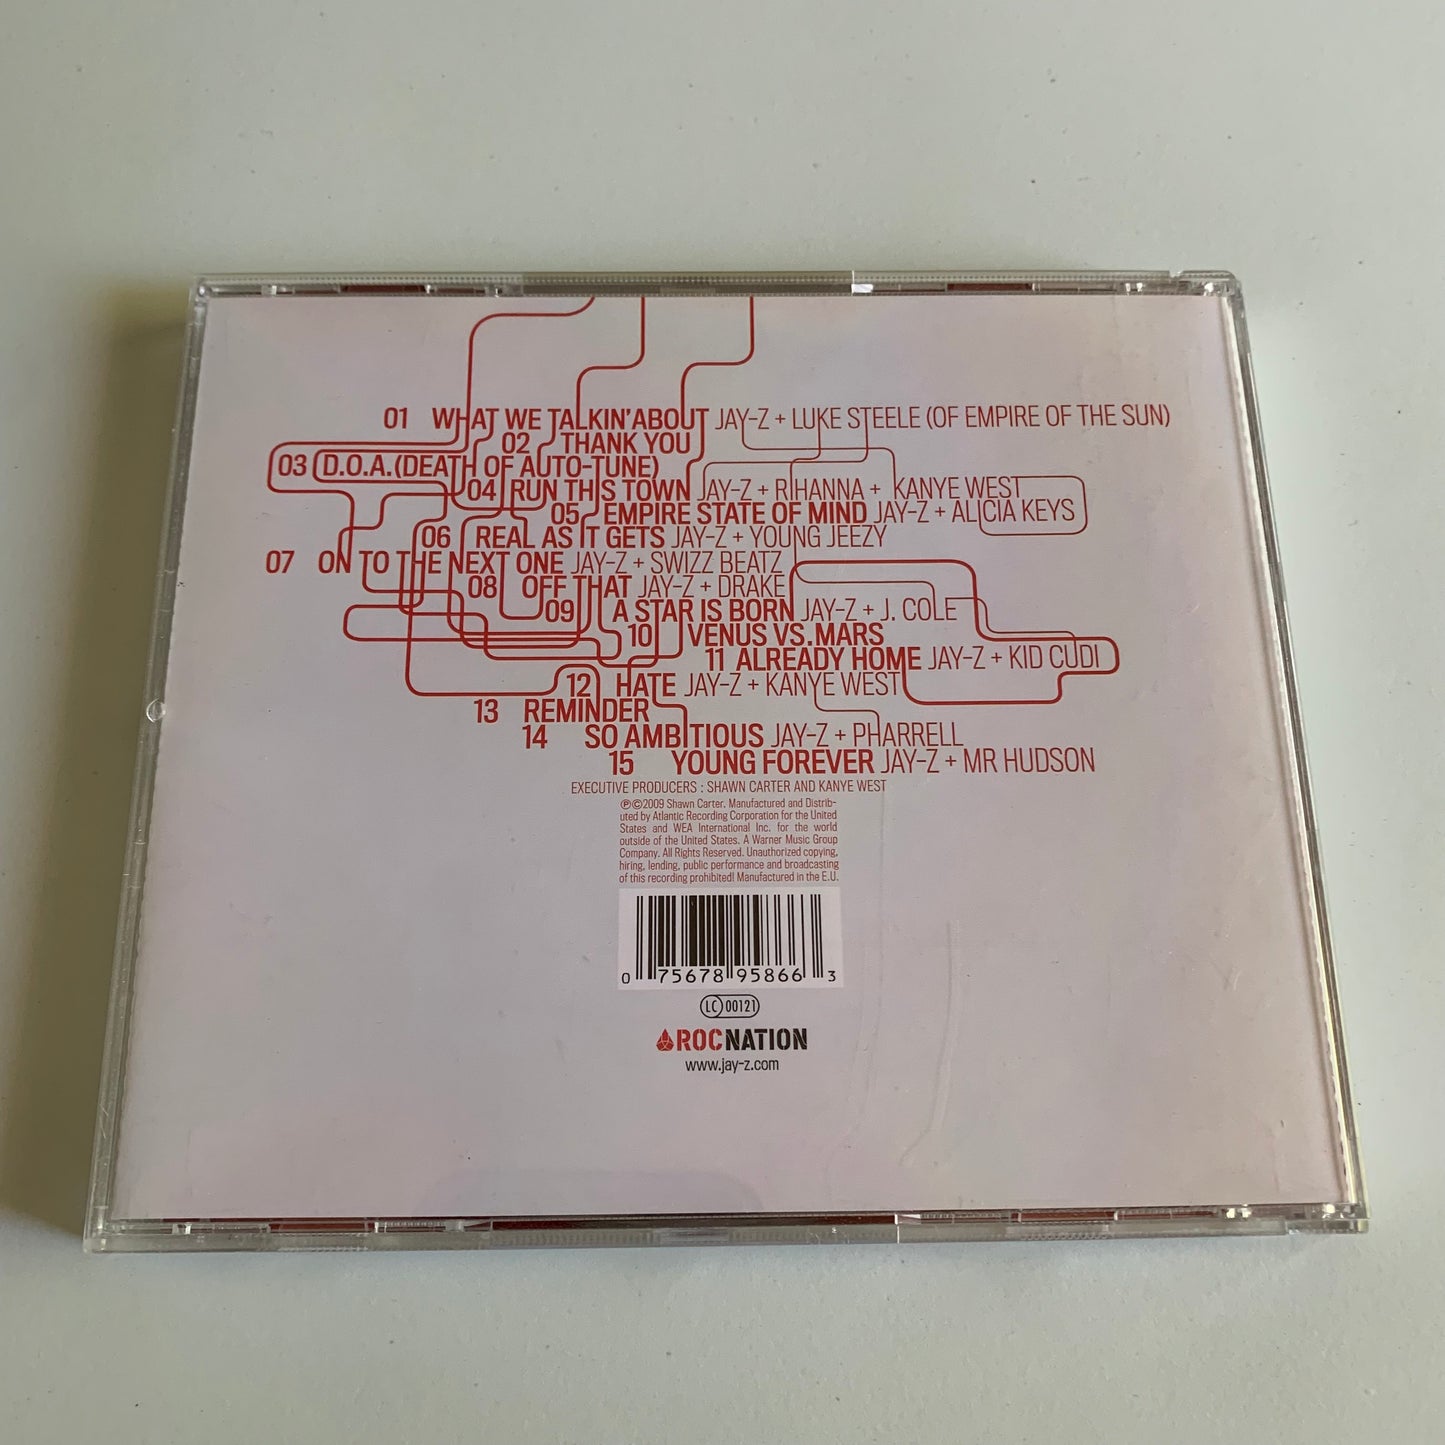 01 WHAT WE TALKIN' ABOUT JAY-Z + LUKE STEELE (OF EMPIRE OF THE SUN)
02 THANK YOU
03 D.O.A. (DEATH OF AUTO-TUNE)
04 RUN THIS TOWN JAY-Z + RIHANNA + KANYE WEST
05 EMPIRE STATE OF MIND JAY-Z + ALICIA KEYS
06 REAL AS IT GETS JAY-Z + YOUNG JEEZY
07 ON TO THE NEXT ONE JAY-Z + SWIZZ BEATZ
08 OFF THAT JAY-Z + DRAKE
09 A STAR IS BORN JAY-Z + J. COLE
10 VENUS VS. MARS
11 ALREADY HOME JAY-Z + KID CUDI
12 HATE JAY-Z + KANYE WEST
13 REMINDER
14 SO AMBITIOUS JAY-Z + PHARRELL
15 YOUNG FOREVER JAY-Z + MR HUDSON
EXECUTIVE PRODUCERS : SHAWN CARTER AND KANYE WEST
℗©2009 Shawn Carter. Manufactured and Distrib-
uted by Atlantic Recording Corporation for the United
States and WEA International Inc. for the world
outside of the United States. A Warner Music Group
Company. All Rights Reserved. Unauthorized copying,
hiring, lending, public performance and broadcasting
of this recording prohibited! Manufactured in the E.U.
0 75678 95866 3
LC 00121
ROCNATION
www.jay-z.com